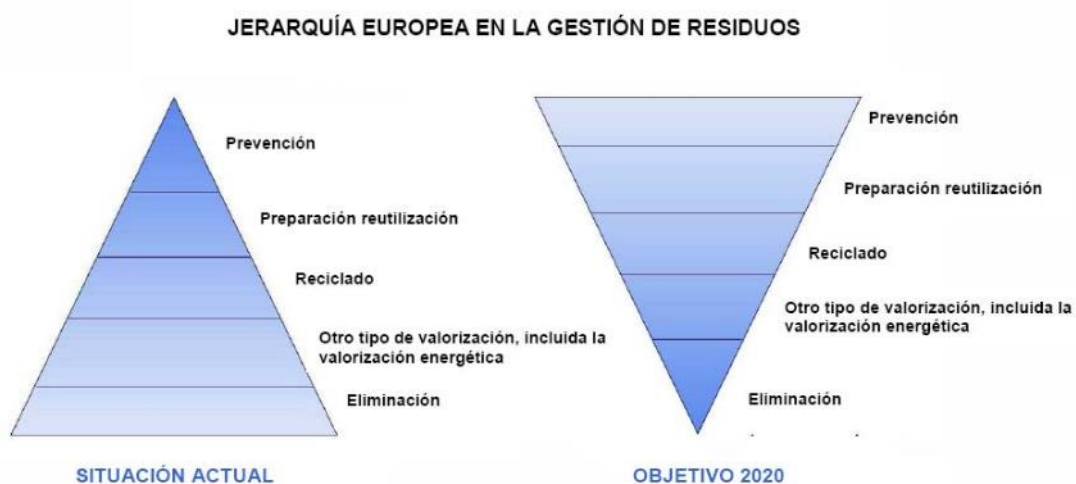 JERARQUÍA EUROPEA EN LA GESTIÓN DE RESIDUOS
Prevención
Preparación reutilización
Reciclado
Otro tipo de valorización, incluida la
valorización energética
Eliminación
SITUACIÓN ACTUAL
Prevención
Preparación reutilización
Reciclado
Otro tipo de valorización, incluida la
valorización energética
Eliminación
OBJETIVO 2020